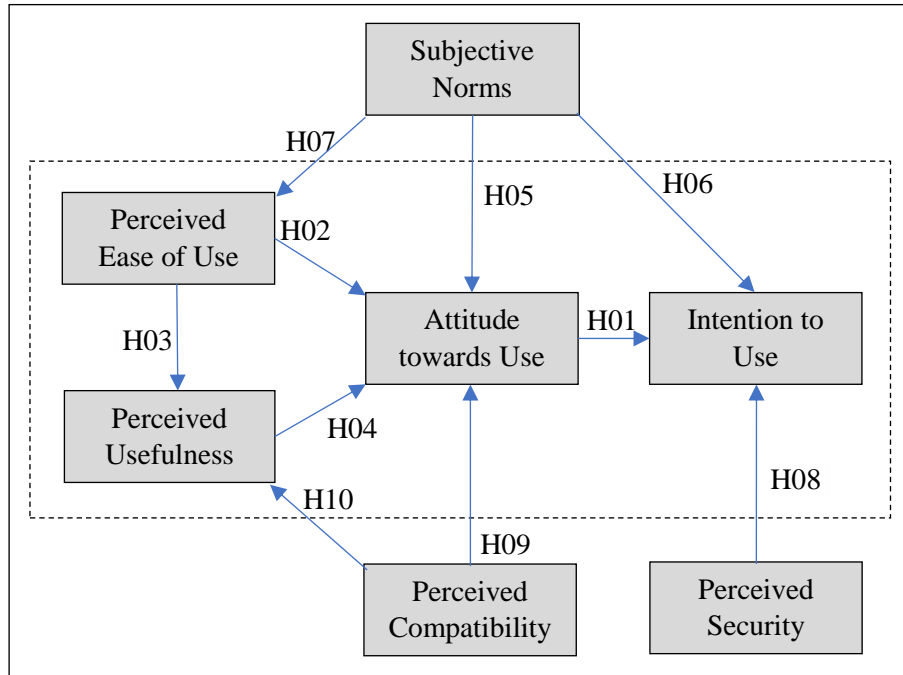 Subjective
Norms
H07
H05
H06
Perceived
Ease of Use
H02
H03
Attitude
towards Use
H01
Intention to
Use
Perceived
Usefulness
H04
H10
H09
H08
Perceived
Compatibility
Perceived
Security